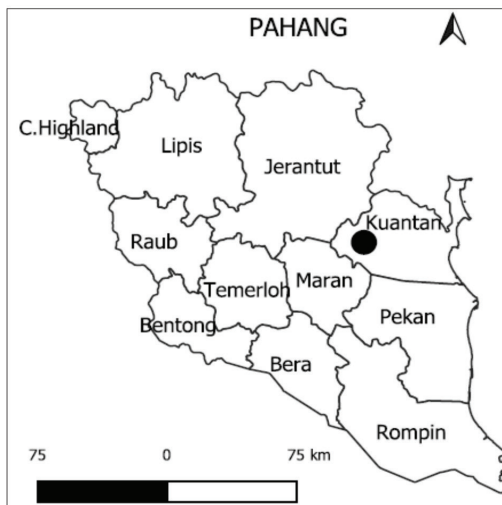 PAHANG
C.Highland
Lipis
Jerantut
Kuantan
Raub
Temerloh
Maran
Bentong
Pekan
Bera
Rompin
75 0 75 km